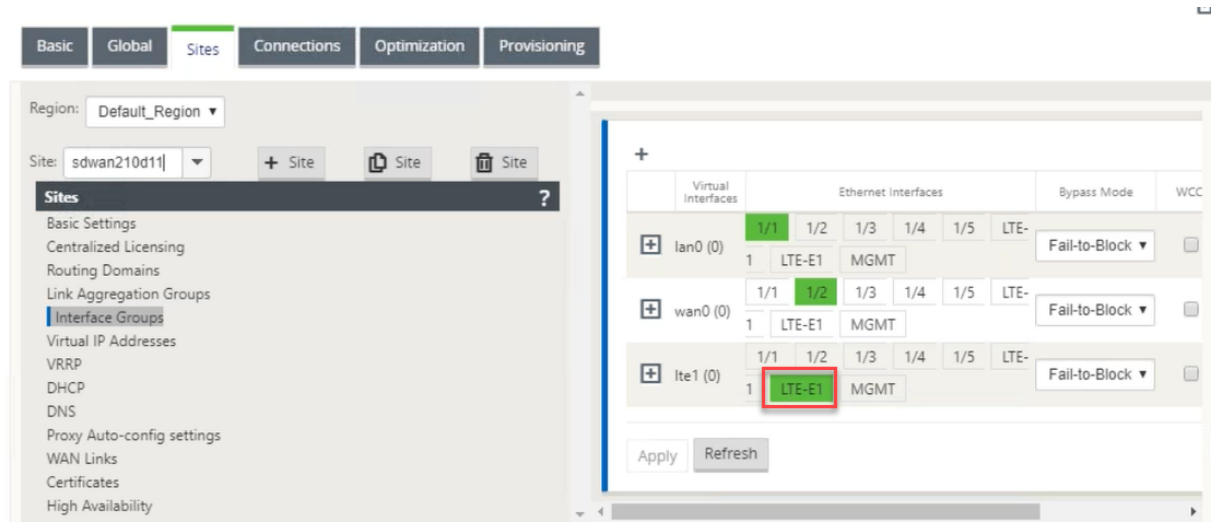 Basic Global Sites Connections Optimization Provisioning
Region: Default_Region
Site: sdwan210d11 + Site Site Site
Sites ?
Basic Settings
Centralized Licensing
Routing Domains
Link Aggregation Groups
Interface Groups
Virtual IP Addresses
VRRP
DHCP
DNS
Proxy Auto-config settings
WAN Links
Certificates
High Availability
+
Virtual Interfaces Ethernet Interfaces Bypass Mode WCC
lan0 (0) 1/1 1/2 1/3 1/4 1/5 LTE- Fail-to-Block
1 LTE-E1 MGMT
wan0 (0) 1/1 1/2 1/3 1/4 1/5 LTE- Fail-to-Block
1 LTE-E1 MGMT
lte1 (0) 1/1 1/2 1/3 1/4 1/5 LTE- Fail-to-Block
1 LTE-E1 MGMT
Apply Refresh